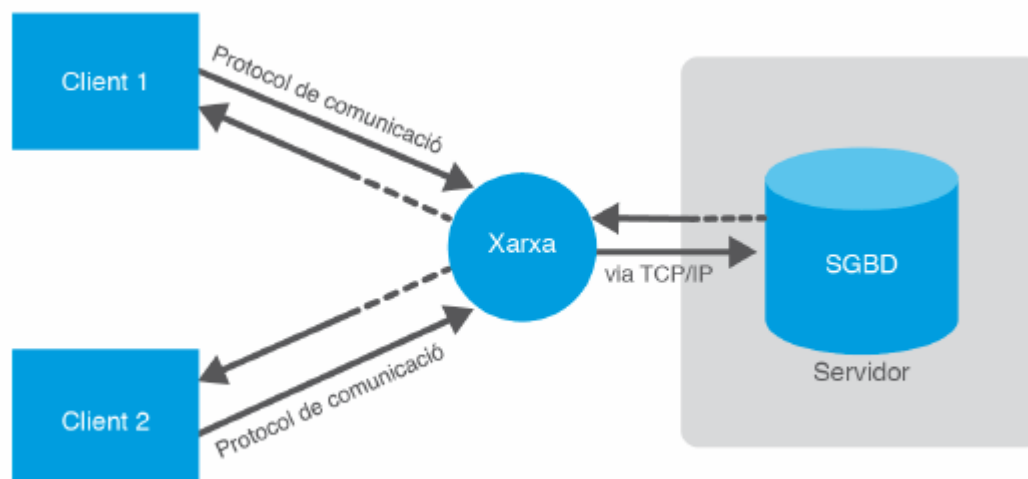 Client 1
Protocol de comunicació
Xarxa
via TCP/IP
SGBD
Servidor
Client 2
Protocol de comunicació